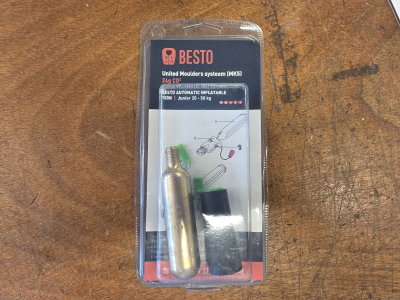 BESTO
United Moulders systeem (MK5)
24g CO²
BESTO AUTOMATIC INFLATABLE
100N | Junior 20 - 50 kg